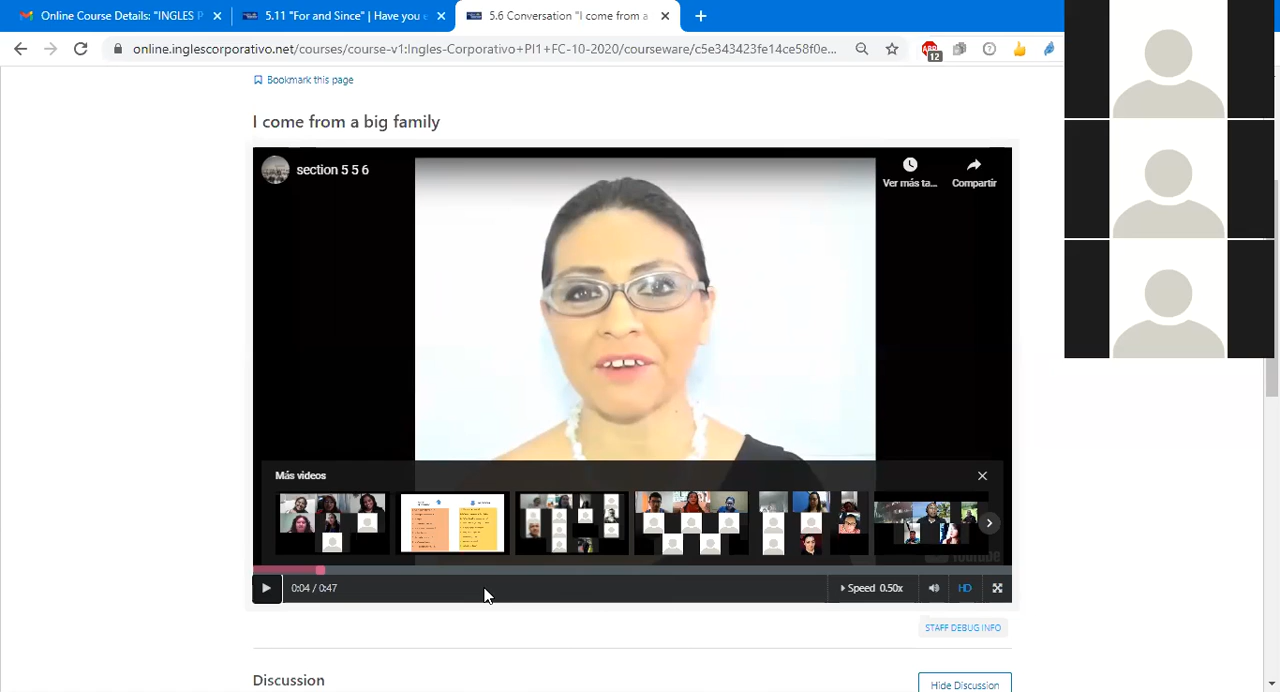 Online Course Details: "INGLES P
5.11 "For and Since" | Have you e
5.6 Conversation "I come from a
online.inglescorporativo.net/courses/course-v1:Ingles-Corporativo+PI1+FC-10-2020/courseware/c5e343423fe14ce58f0e...
12
Bookmark this page
I come from a big family
section 5 5 6
Ver más ta...
Compartir
Más videos
0:04 / 0:47
Speed 0.50x
HD
STAFF DEBUG INFO
Discussion
Hide Discussion